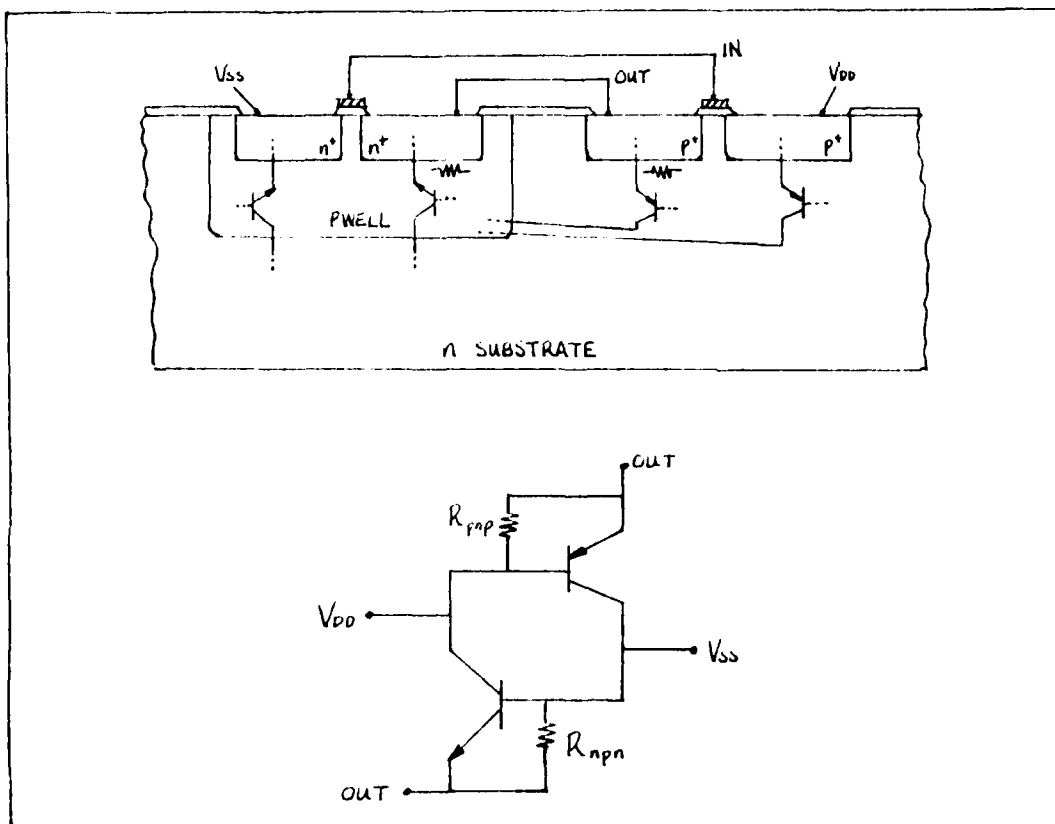 IN
VSS
OUT
VDD
n+
n+
p+
p+
PWELL
n SUBSTRATE
OUT
Rpnp
VDD
VSS
Rnpn
OUT